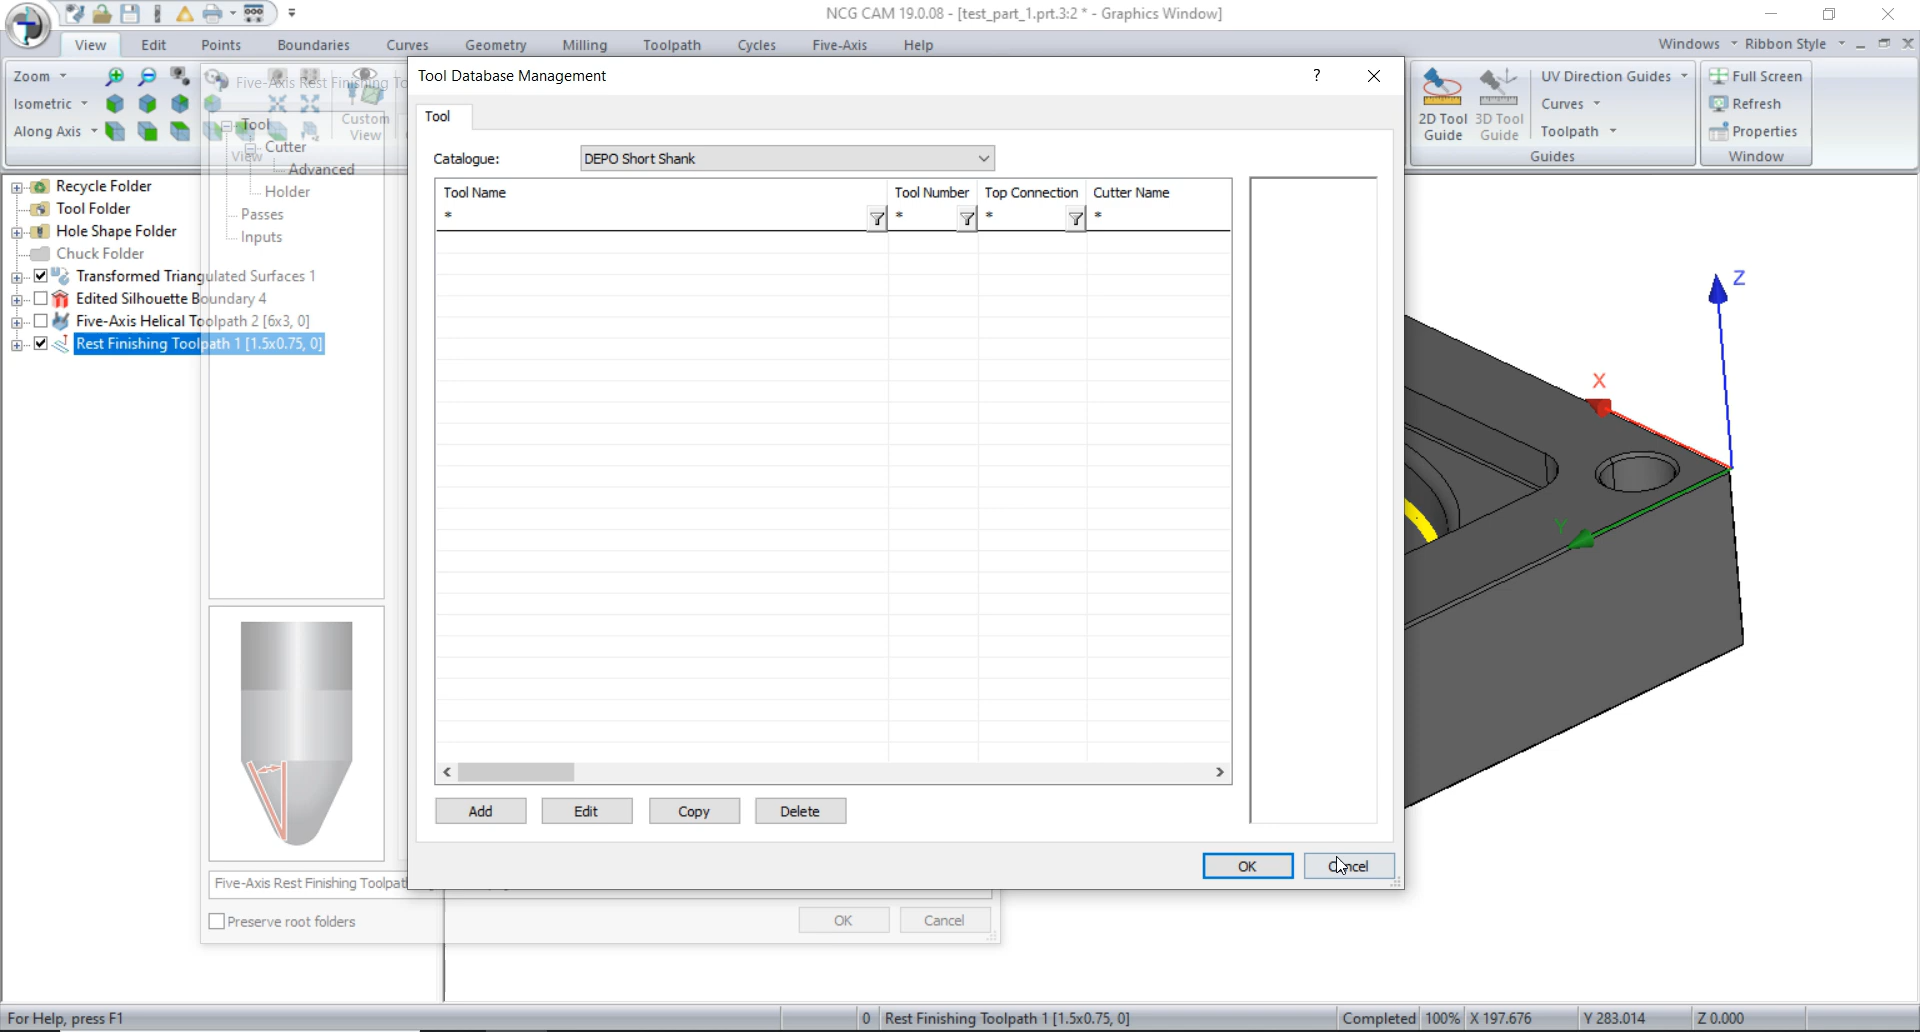 NCG CAM 19.0.08 - [test_part_1.prt.3:2 * - Graphics Window]
View Edit Points Boundaries Curves Geometry Milling Toolpath Cycles Five-Axis Help Windows Ribbon Style
Zoom
Isometric
Along Axis
Custom
View
View
2D Tool
Guide
3D Tool
Guide
UV Direction Guides
Curves
Toolpath
Guides
Full Screen
Refresh
Properties
Window
Recycle Folder
Tool Folder
Hole Shape Folder
Chuck Folder
Transformed Triangulated Surfaces 1
Edited Silhouette Boundary 4
Five-Axis Helical Toolpath 2 [6x3, 0]
Rest Finishing Toolpath 1 [1.5x0.75, 0]
Five-Axis Rest Finishing To
Tool
Cutter
Advanced
Holder
Passes
Inputs
Five-Axis Rest Finishing Toolpat
Preserve root folders
OK Cancel
Tool Database Management ?
Tool
Catalogue: DEPO Short Shank
Tool Name Tool Number Top Connection Cutter Name
* * * *
Add Edit Copy Delete
OK Cancel
Z
X
Y
For Help, press F1 0 Rest Finishing Toolpath 1 [1.5x0.75, 0] Completed 100% X 197.676 Y 283.014 Z 0.000